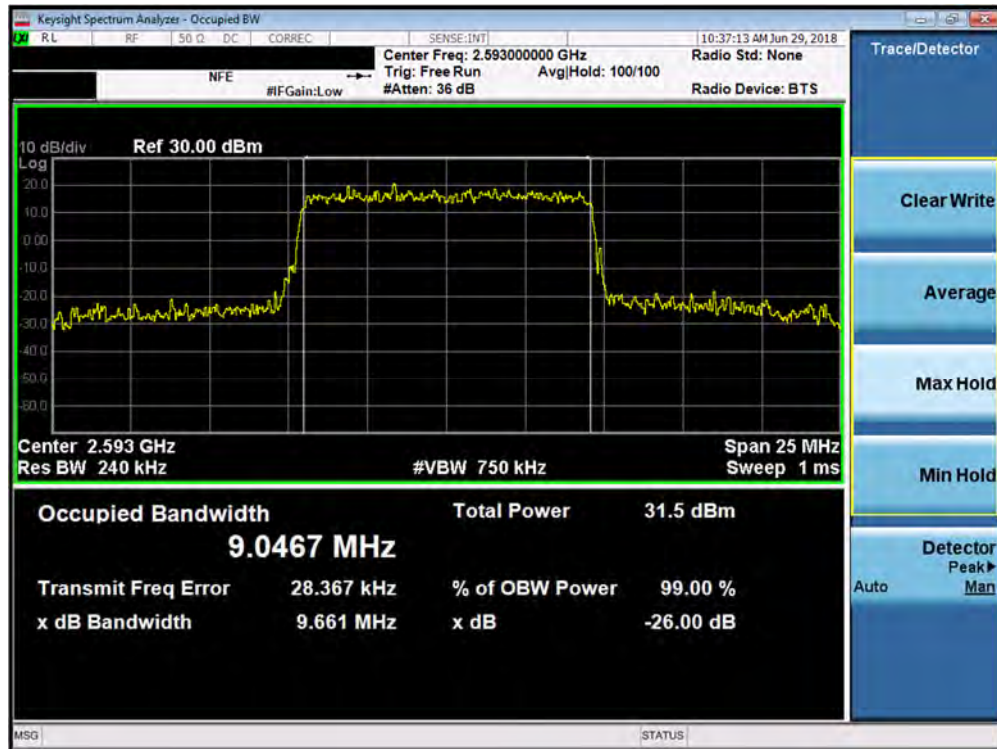 Keysight Spectrum Analyzer - Occupied BW
LXI RL RF 50 Ω DC CORREC SENSE:INT 10:37:13 AM Jun 29, 2018
Center Freq: 2.593000000 GHz Radio Std: None
NFE Trig: Free Run Avg|Hold: 100/100
#IFGain:Low #Atten: 36 dB Radio Device: BTS
10 dB/div Ref 30.00 dBm
Log
20.0
10.0
0.00
-10.0
-20.0
-30.0
-40.0
-50.0
-60.0
Center 2.593 GHz Span 25 MHz
Res BW 240 kHz #VBW 750 kHz Sweep 1 ms
Occupied Bandwidth Total Power 31.5 dBm
9.0467 MHz
Transmit Freq Error 28.367 kHz % of OBW Power 99.00 %
x dB Bandwidth 9.661 MHz x dB -26.00 dB
Trace/Detector
Clear Write
Average
Max Hold
Min Hold
Detector
Peak▶
Auto Man
MSG STATUS